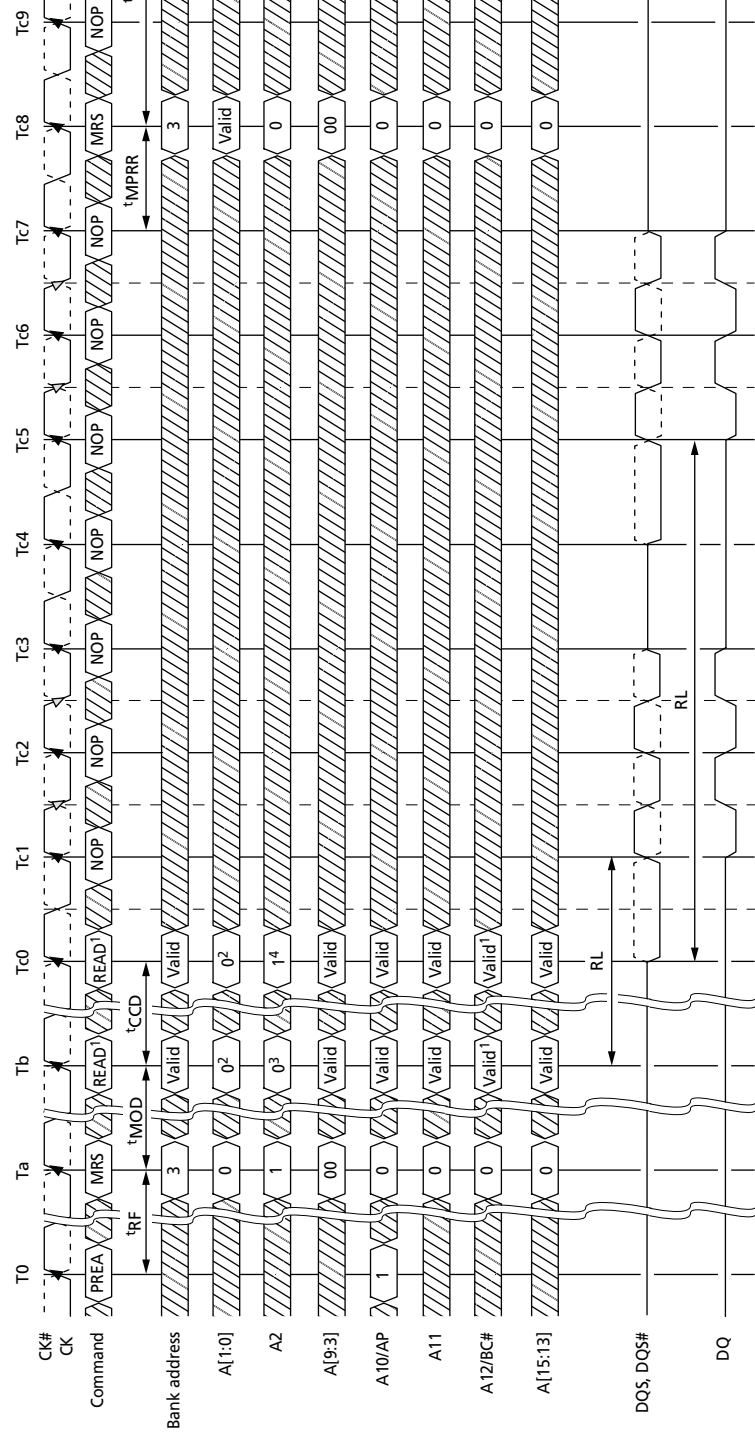 T0 Ta Tb Tc0 Tc1 Tc2 Tc3 Tc4 Tc5 Tc6 Tc7 Tc8 Tc9
CK#
CK
Command PREA MRS READ1 READ1 NOP NOP NOP NOP NOP NOP NOP MRS NOP
tRF tMOD tCCD tMPRR t
Bank address 3 Valid Valid 3
A[1:0] 0 02 02 Valid
A2 1 03 14 0
A[9:3] 00 Valid Valid 00
A10/AP 1 0 Valid Valid 0
A11 0 Valid Valid 0
A12/BC# 0 Valid1 Valid1 0
A[15:13] 0 Valid Valid 0
RL
DQS, DQS#
RL
DQ